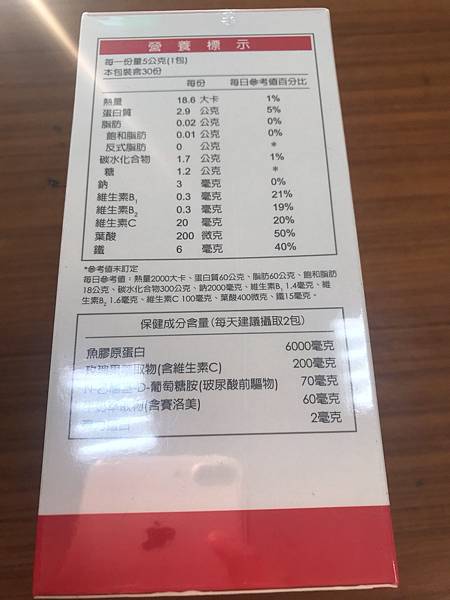 營養標示
每一份量5公克(1包)
本包裝含30份
每份 每日參考值百分比
熱量 18.6 大卡 1%
蛋白質 2.9 公克 5%
脂肪 0.02 公克 0%
飽和脂肪 0.01 公克 0%
反式脂肪 0 公克 *
碳水化合物 1.7 公克 1%
糖 1.2 公克 *
鈉 3 毫克 0%
維生素B1 0.3 毫克 21%
維生素B2 0.3 毫克 19%
維生素C 20 毫克 20%
葉酸 200 微克 50%
鐵 6 毫克 40%
*參考值未訂定
每日參考值：熱量2000大卡、蛋白質60公克、脂肪60公克、飽和脂肪
18公克、碳水化合物300公克、鈉2000毫克、維生素B1 1.4毫克、維
生素B2 1.6毫克、維生素C 100毫克、葉酸400微克、鐵15毫克。
保健成分含量(每天建議攝取2包)
魚膠原蛋白 6000毫克
取物(含維生素C) 200毫克
D-葡萄糖胺(玻尿酸前驅物) 70毫克
取物(含賽洛美) 60毫克
2毫克